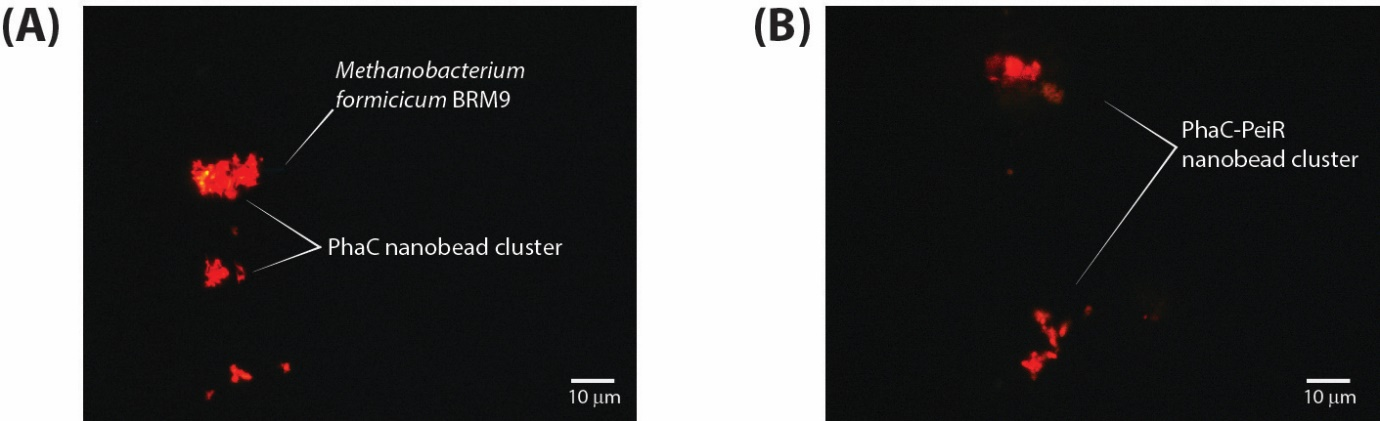 (A)
Methanobacterium
formicicum BRM9
PhaC nanobead cluster
10 μm
(B)
PhaC-PeiR
nanobead cluster
10 μm